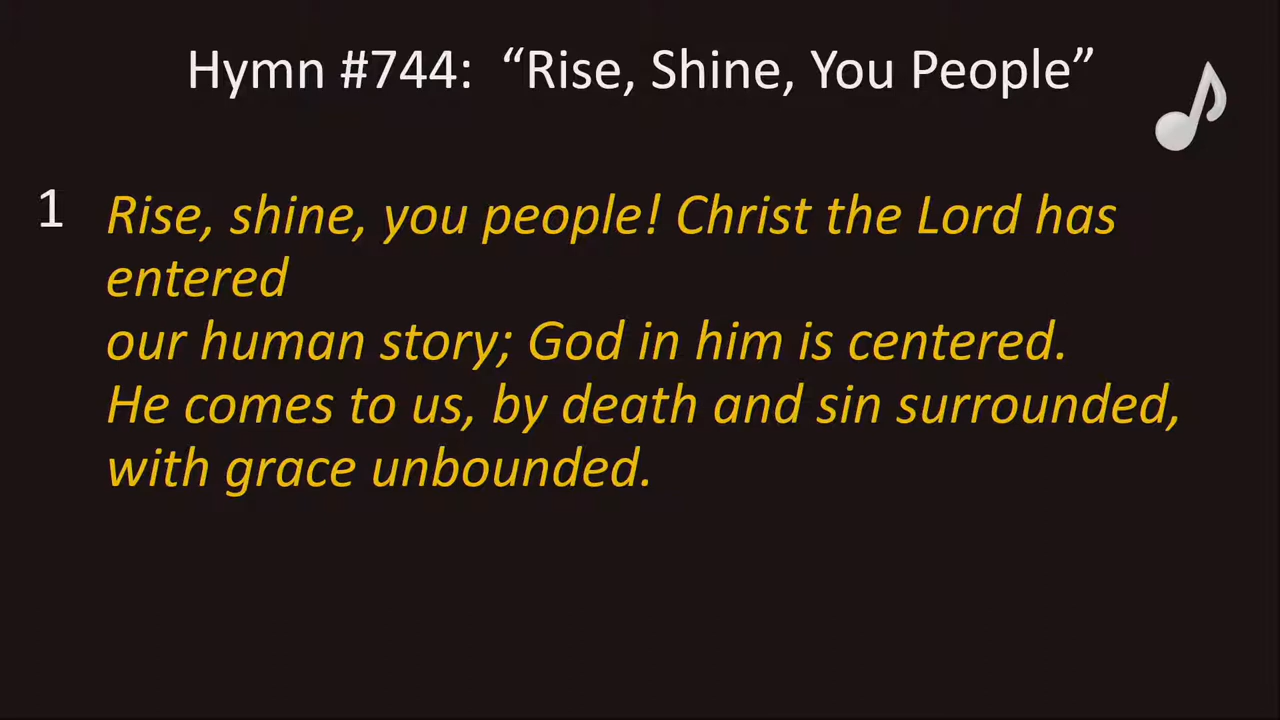 Hymn #744:  “Rise, Shine, You People”
1 Rise, shine, you people! Christ the Lord has
entered
our human story; God in him is centered.
He comes to us, by death and sin surrounded,
with grace unbounded.